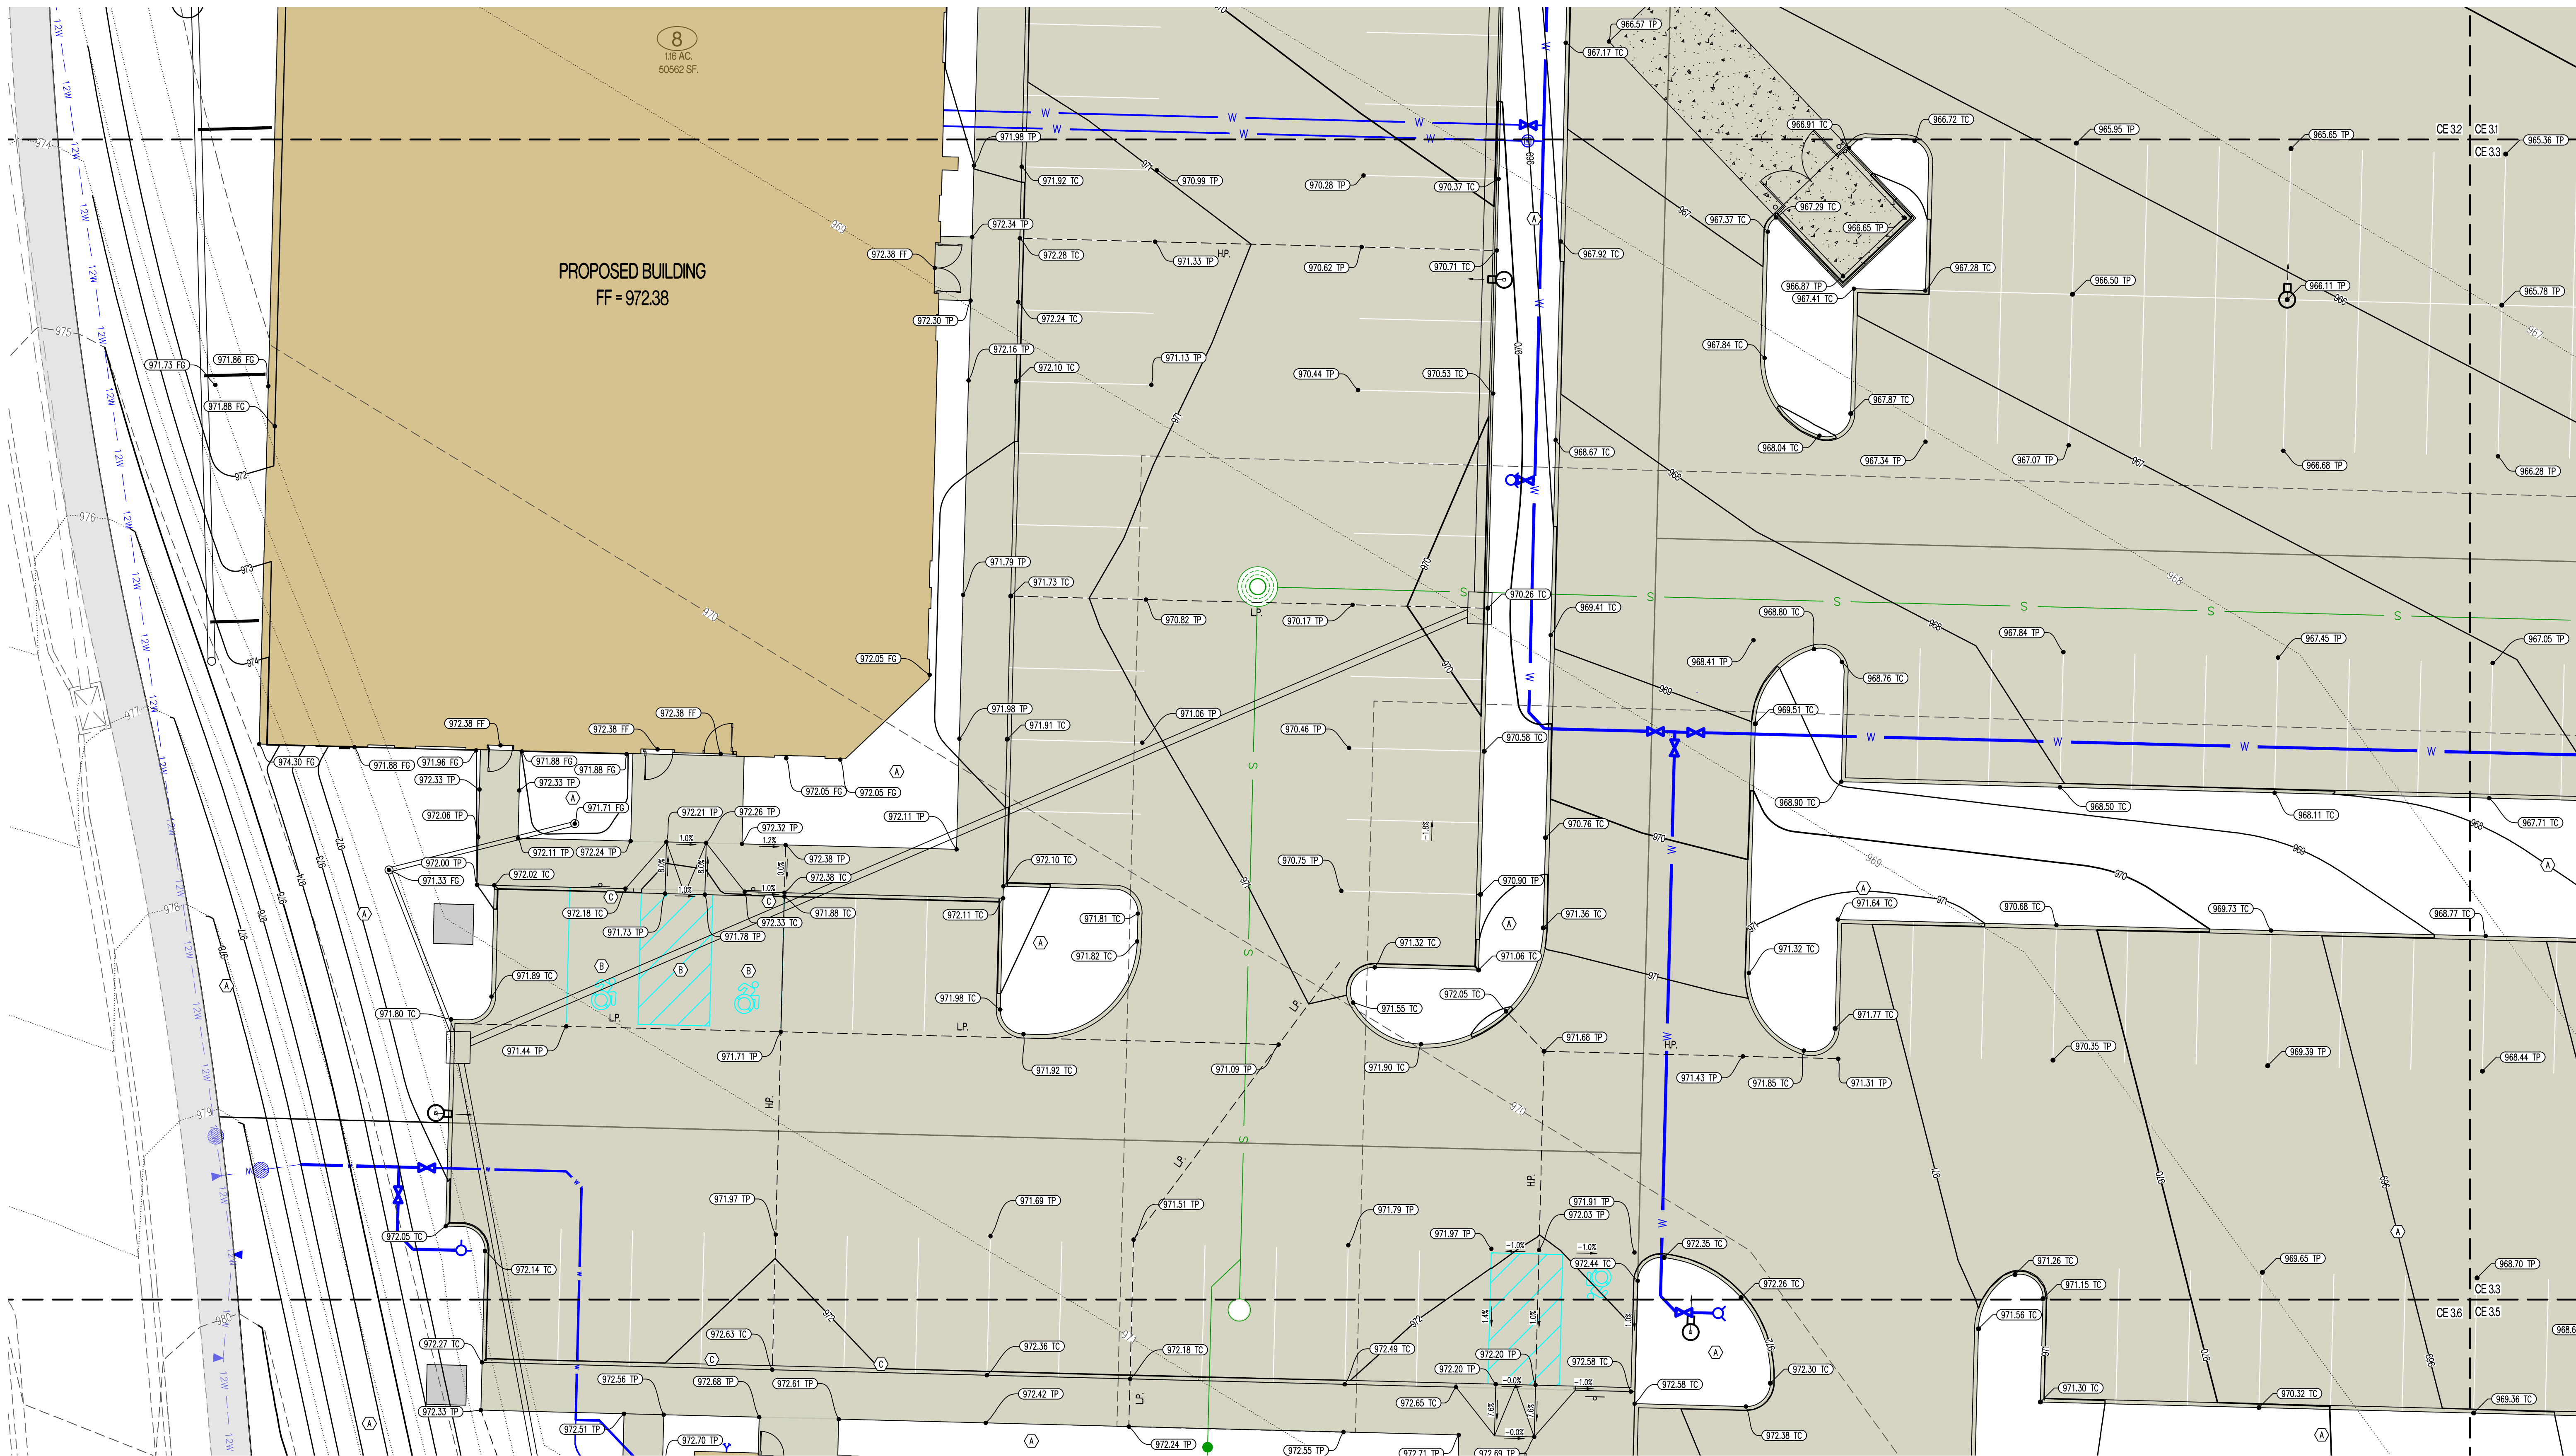 8
1.16 AC.
50562 SF.
PROPOSED BUILDING
FF = 972.38
966.57 TP
967.17 TC
966.91 TC
966.72 TC
965.95 TP
965.65 TP
965.36 TP
CE 3.2
CE 3.1
CE 3.3
971.98 TP
971.92 TC
970.99 TP
970.28 TP
970.37 TC
967.37 TC
967.29 TC
966.65 TP
972.34 TP
972.28 TC
972.38 FF
971.33 TP
H.P.
970.62 TP
970.71 TC
967.92 TC
967.28 TC
966.87 TP
967.41 TC
966.50 TP
966.11 TP
965.78 TP
972.30 TP
972.24 TC
972.16 TP
972.10 TC
971.13 TP
970.44 TP
970.53 TC
967.84 TC
967.87 TC
971.73 FG
971.86 FG
971.88 FG
968.67 TC
968.04 TC
967.34 TP
967.07 TP
966.68 TP
966.28 TP
971.79 TP
971.73 TC
970.82 TP
L.P.
970.17 TP
970.26 TC
969.41 TC
968.80 TC
967.84 TP
967.45 TP
967.05 TP
968.41 TP
968.76 TC
972.05 FG
971.98 TP
971.91 TC
971.06 TP
970.46 TP
970.58 TC
969.51 TC
972.38 FF
972.38 FF
972.38 FF
974.30 FG
971.88 FG
971.96 FG
971.88 FG
971.88 FG
972.33 TP
972.33 TP
972.05 FG
972.05 FG
971.71 FG
972.06 TP
972.21 TP
972.26 TP
972.32 TP
972.11 TP
972.11 TP
972.24 TP
972.38 TP
972.00 TP
971.33 FG
972.02 TC
972.38 TC
972.10 TC
970.75 TP
970.76 TC
968.90 TC
968.50 TC
968.11 TC
967.71 TC
972.18 TC
971.73 TP
971.78 TP
972.33 TC
971.88 TC
972.11 TC
971.81 TC
971.82 TC
970.90 TP
971.36 TC
971.32 TC
971.06 TC
971.64 TC
970.68 TC
969.73 TC
968.77 TC
971.32 TC
971.89 TC
971.80 TC
971.98 TC
971.55 TC
972.05 TC
971.77 TC
L.P.
L.P.
L.P.
971.44 TP
971.71 TP
971.92 TC
971.09 TP
971.90 TC
971.68 TP
H.P.
971.43 TP
971.85 TC
971.31 TP
970.35 TP
969.39 TP
968.44 TP
H.P.
L.P.
H.P.
971.97 TP
971.69 TP
971.51 TP
971.79 TP
971.97 TP
971.91 TP
972.03 TP
972.05 TC
972.14 TC
972.35 TC
972.44 TC
972.26 TC
971.26 TC
971.15 TC
969.65 TP
968.70 TP
CE 3.3
CE 3.6
CE 3.5
971.56 TC
972.27 TC
972.63 TC
972.36 TC
972.18 TC
972.49 TC
972.20 TP
972.20 TP
972.58 TC
972.58 TC
972.30 TC
971.30 TC
970.32 TC
969.36 TC
972.33 TP
972.56 TP
972.68 TP
972.61 TP
972.42 TP
L.P.
972.65 TC
972.38 TC
972.51 TP
972.70 TP
972.24 TP
972.55 TP
972.71 TP
972.69 TP